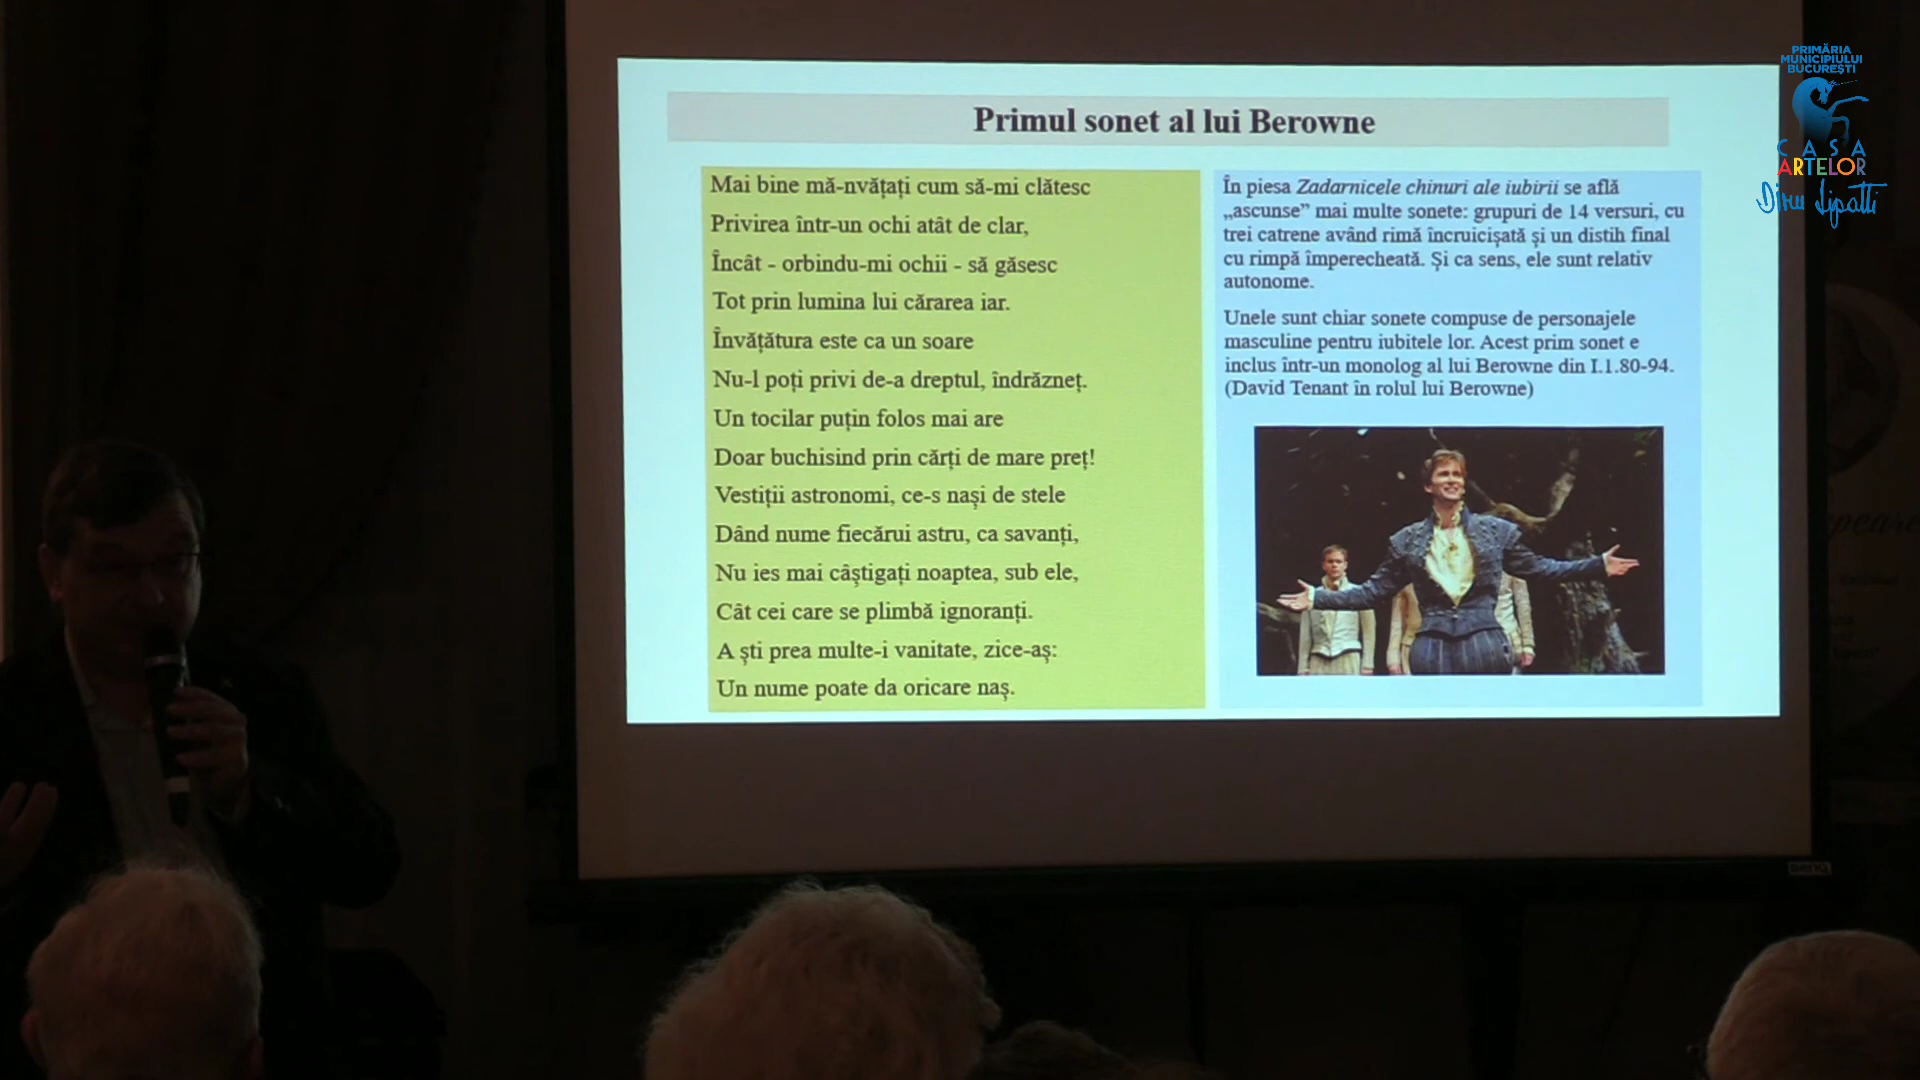 Primul sonet al lui Berowne
Mai bine mă-nvățați cum să-mi clătesc
Privirea într-un ochi atât de clar,
Încât - orbindu-mi ochii - să găsesc
Tot prin lumina lui cărarea iar.
Învățătura este ca un soare
Nu-l poți privi de-a dreptul, îndrăzneț.
Un tocilar puțin folos mai are
Doar buchisind prin cărți de mare preț!
Vestiții astronomi, ce-s nași de stele
Dând nume fiecărui astru, ca savanți,
Nu ies mai câștigați noaptea, sub ele,
Cât cei care se plimbă ignoranți.
A ști prea multe-i vanitate, zice-aș:
Un nume poate da oricare naș.
În piesa Zadarnicele chinuri ale iubirii se află
„ascunse” mai multe sonete: grupuri de 14 versuri, cu
trei catrene având rimă încruicișată și un distih final
cu rimpă împerecheată. Și ca sens, ele sunt relativ
autonome.
Unele sunt chiar sonete compuse de personajele
masculine pentru iubitele lor. Acest prim sonet e
inclus într-un monolog al lui Berowne din I.1.80-94.
(David Tenant în rolul lui Berowne)
PRIMĂRIA
MUNICIPIULUI
BUCUREȘTI
CASA
ARTELOR
Dinu Lipatti
BenQ